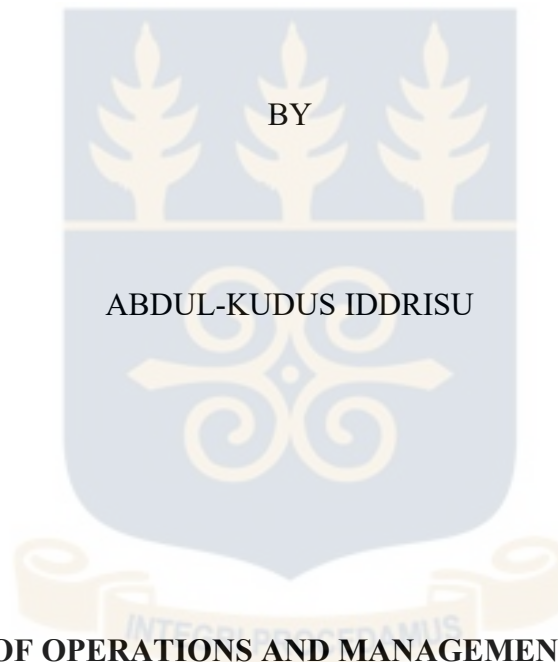 BY
ABDUL-KUDUS IDDRISU
INTEGRI PROCEDAMUS
OF OPERATIONS AND MANAGEMEN